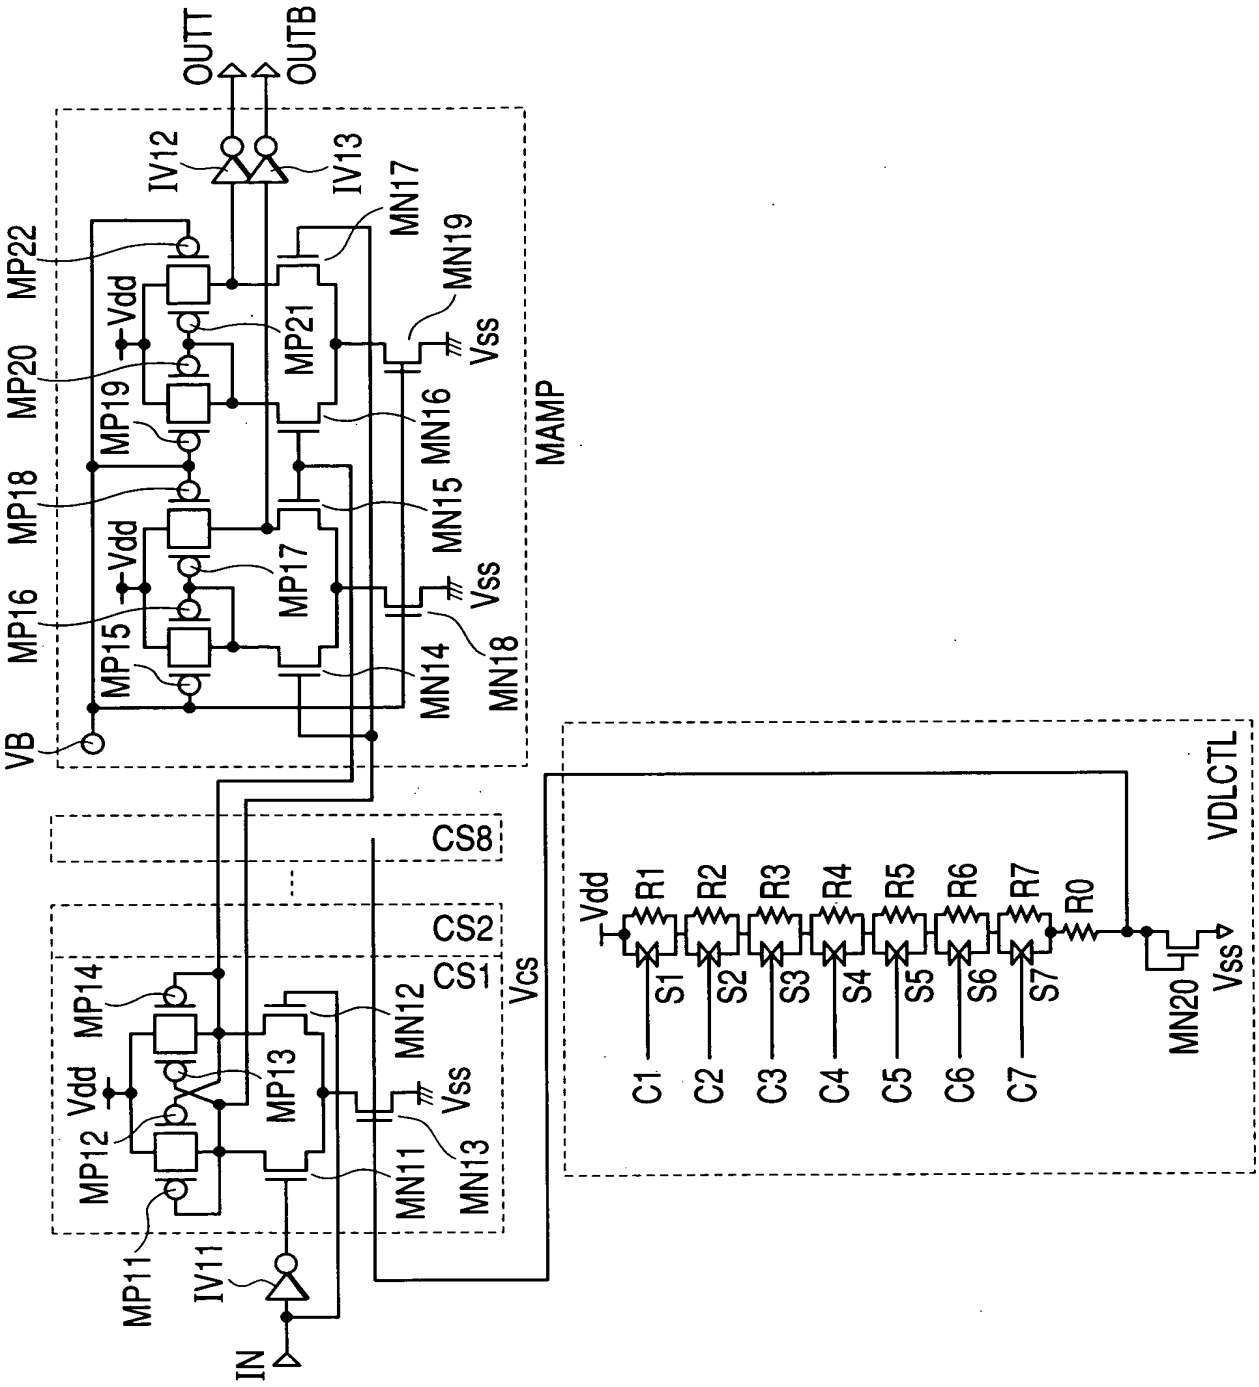 IN
IV11
MP11
MP12
Vdd
MP13
MP14
MN11
MN12
MN13
Vss
CS1
CS2
CS8
VB
MP15
MP16
Vdd
MP17
MP18
MP19
MP20
Vdd
MP21
MP22
MN14
MN15
MN16
MN17
MN18
Vss
MN19
Vss
IV12
IV13
OUTT
OUTB
MAMP
Vcs
Vdd
R1
R2
R3
R4
R5
R6
R7
R0
S1
S2
S3
S4
S5
S6
S7
C1
C2
C3
C4
C5
C6
C7
MN20
Vss
VDLCTL